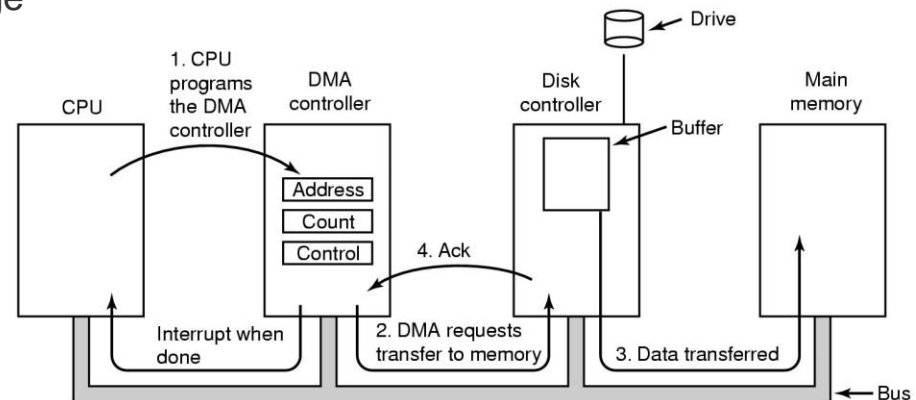 Drive
1. CPU
programs
the DMA
controller
CPU
DMA
controller
Disk
controller
Main
memory
Buffer
Address
Count
Control
4. Ack
Interrupt when
done
2. DMA requests
transfer to memory
3. Data transferred
Bus